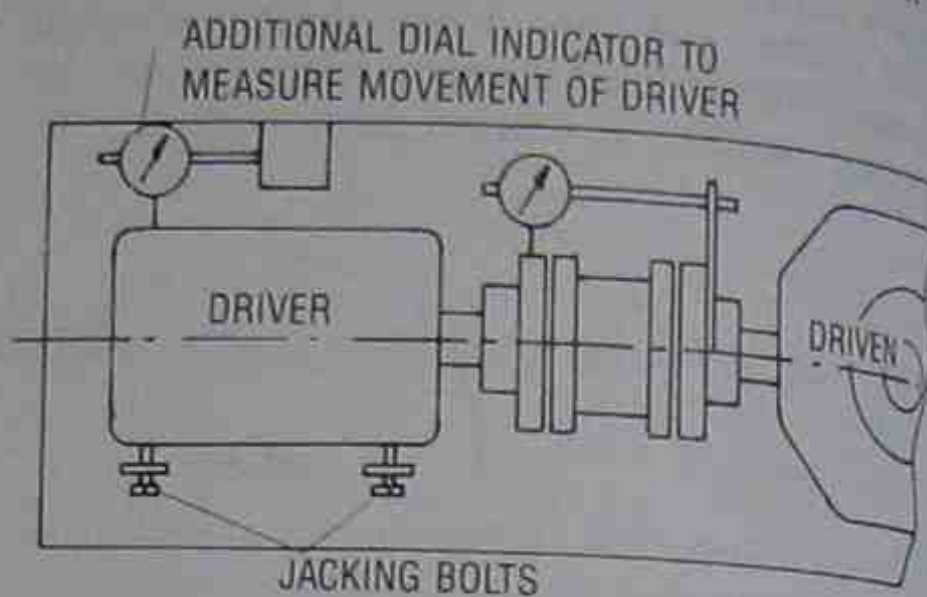 ADDITIONAL DIAL INDICATOR TO
MEASURE MOVEMENT OF DRIVER
DRIVER
DRIVEN
JACKING BOLTS